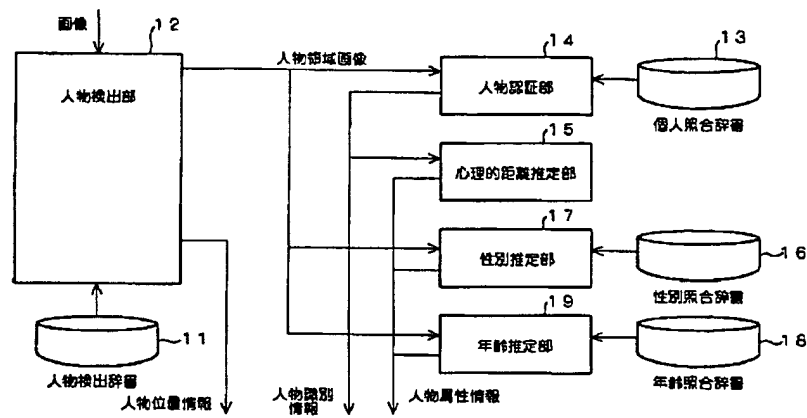 画像
12
人物検出部
人物領域画像
14
人物認証部
13
個人照合辞書
15
心理的距離推定部
17
性別推定部
16
性別照合辞書
19
年齢推定部
18
年齢照合辞書
11
人物検出辞書
人物位置情報
人物識別
情報
人物属性情報